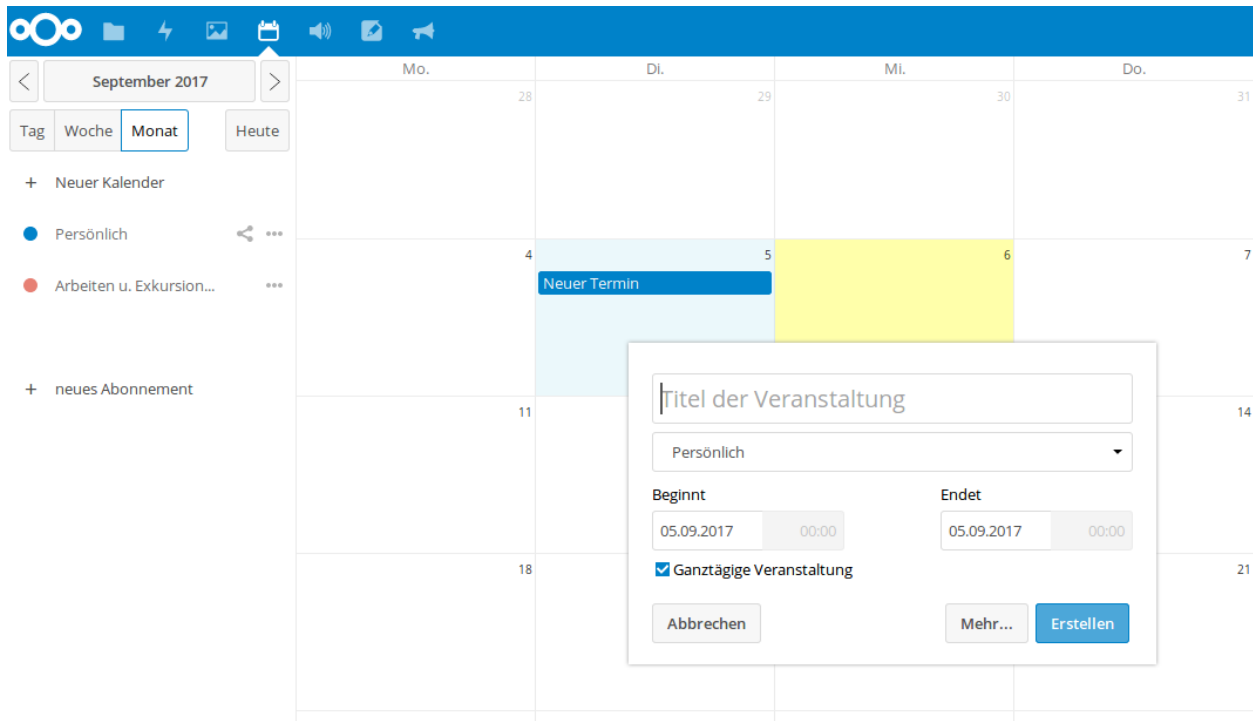 September 2017
Tag Woche Monat Heute
+ Neuer Kalender
Persönlich
Arbeiten u. Exkursion...
+ neues Abonnement
Mo. Di. Mi. Do.
28 29 30 31
4 5 6 7
Neuer Termin
11 14
18 21
Titel der Veranstaltung
Persönlich
Beginnt Endet
05.09.2017 00:00 05.09.2017 00:00
Ganztägige Veranstaltung
Abbrechen Mehr... Erstellen